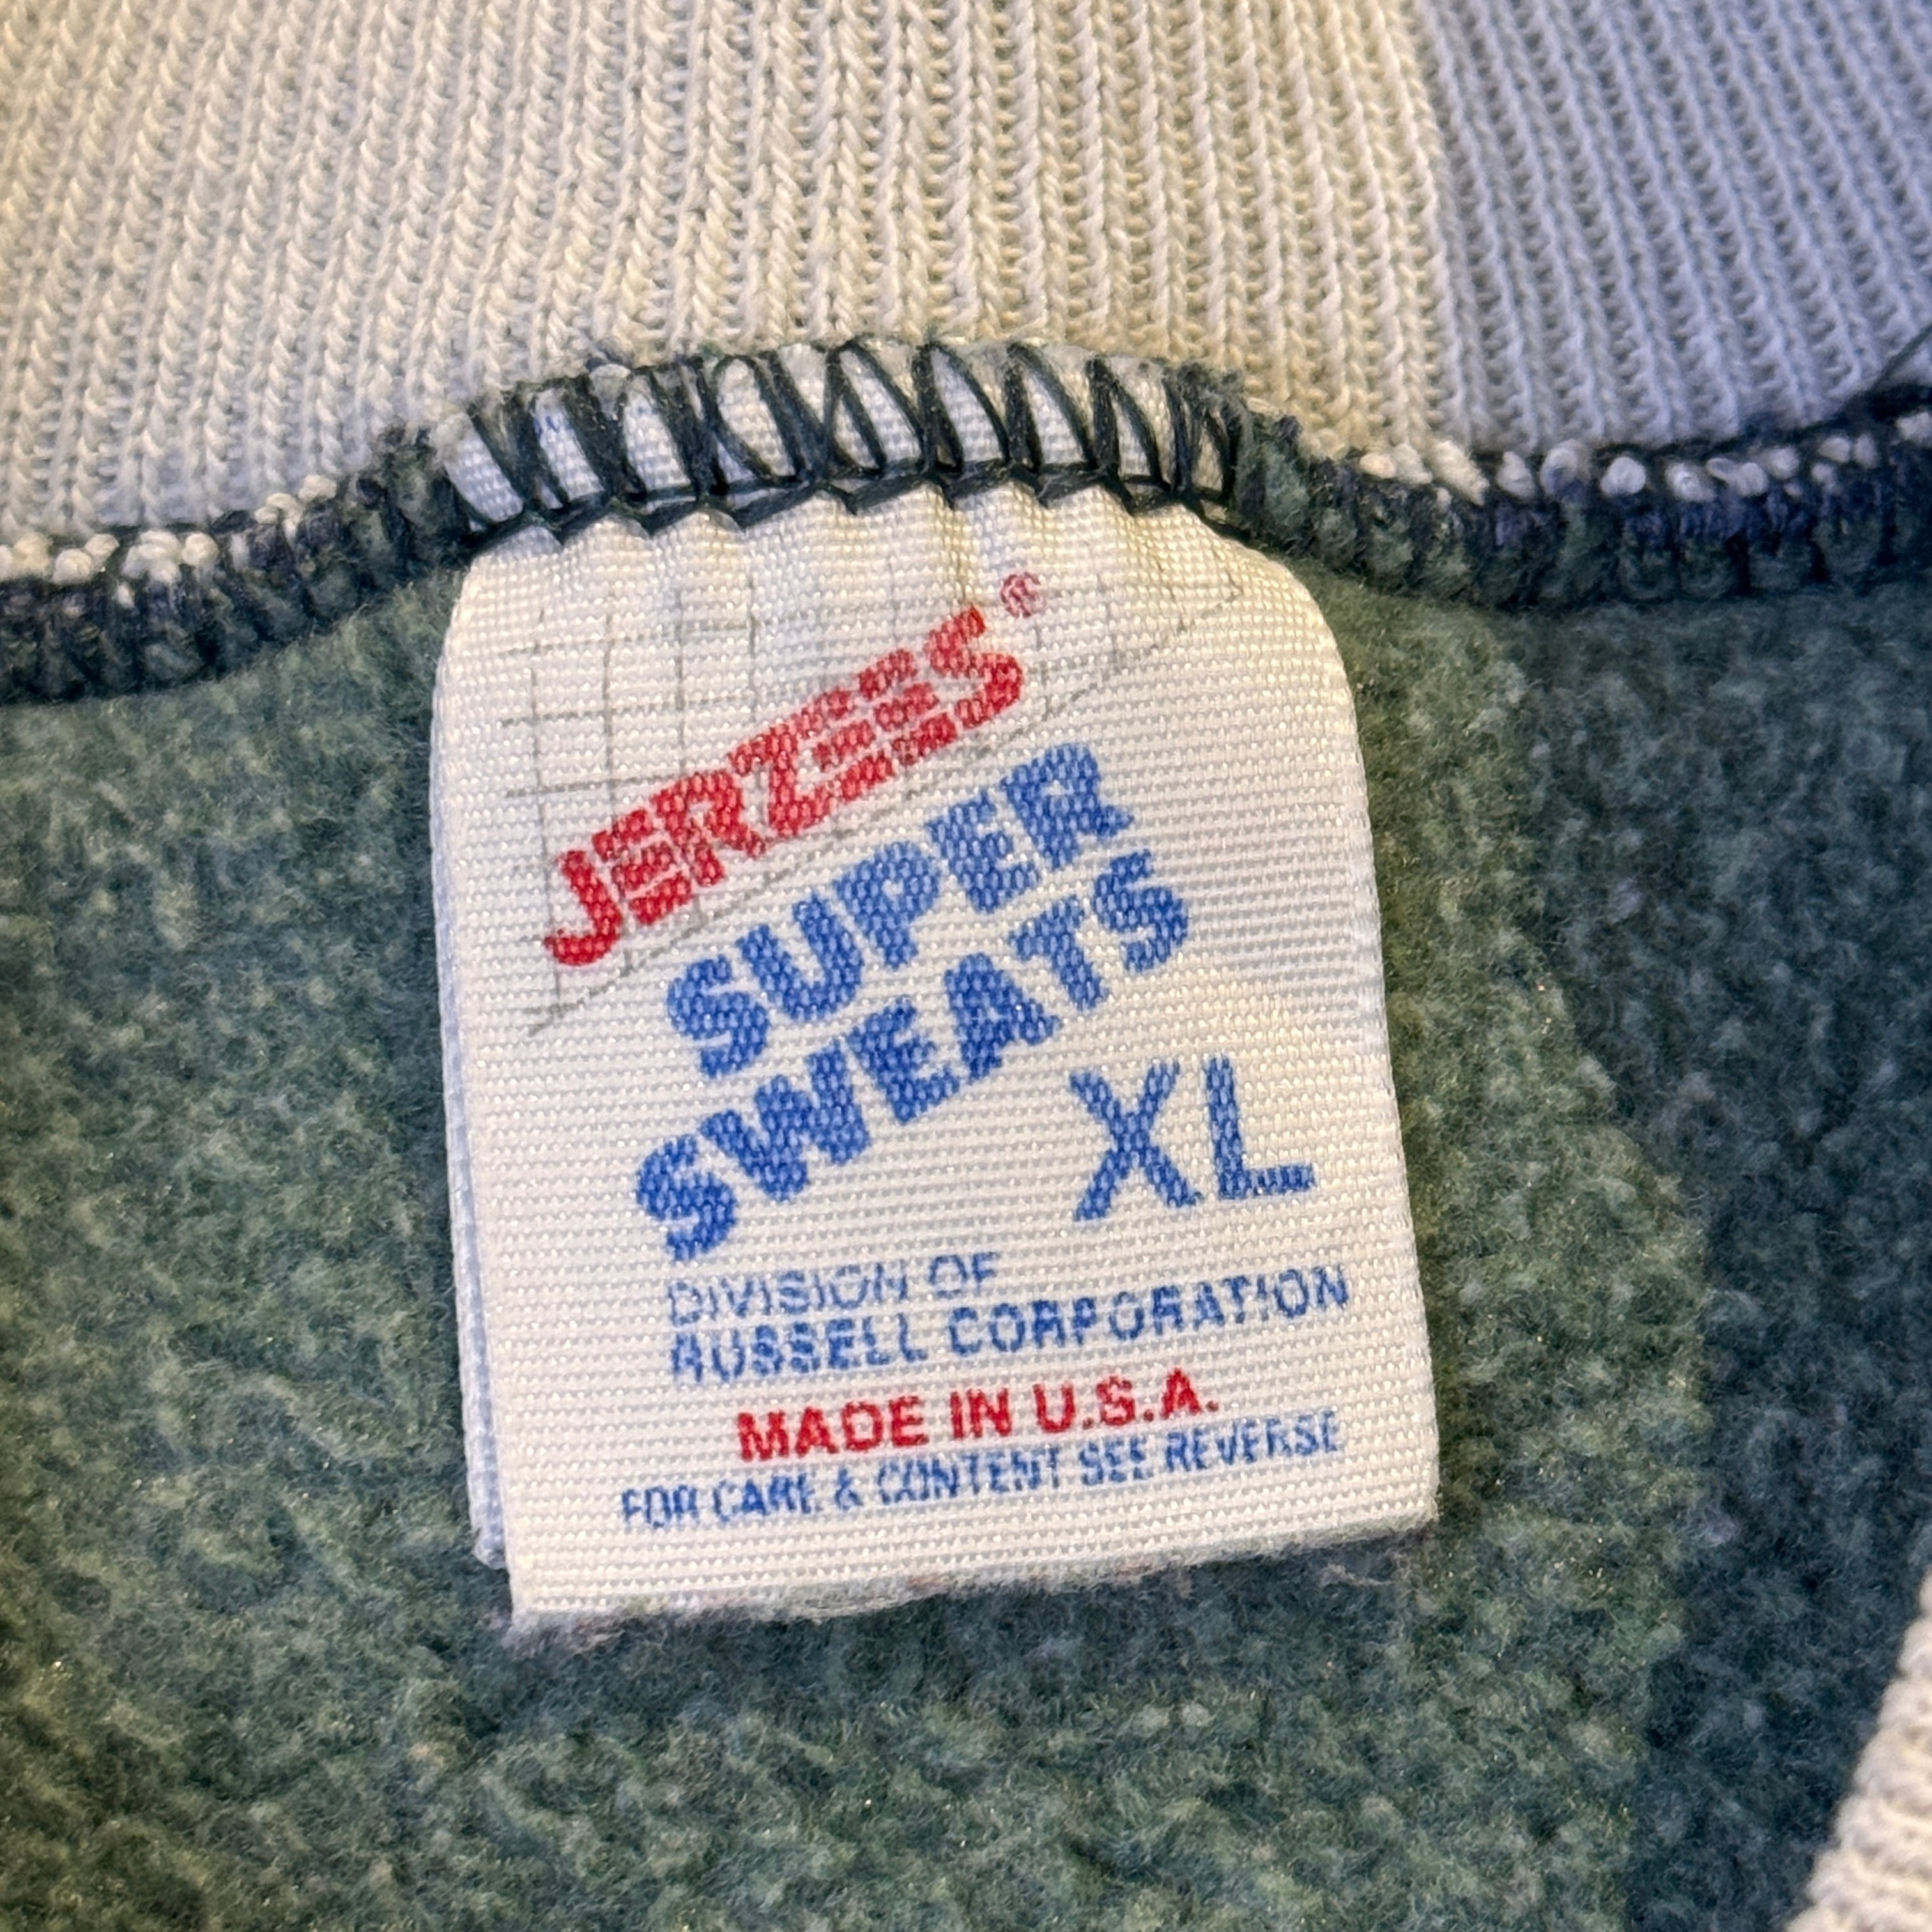 JERZEES®
SUPER
SWEATS
XL
DIVISION OF
RUSSELL CORPORATION
MADE IN U.S.A.
FOR CARE & CONTENT SEE REVERSE